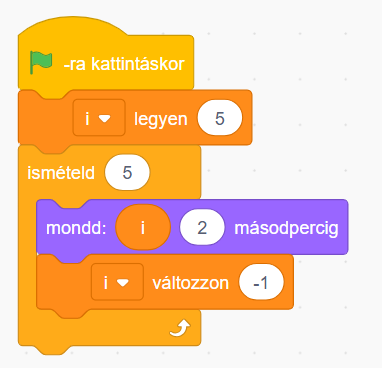 -ra kattintáskor
i legyen 5
ismételd 5
mondd: i 2 másodpercig
i változzon -1